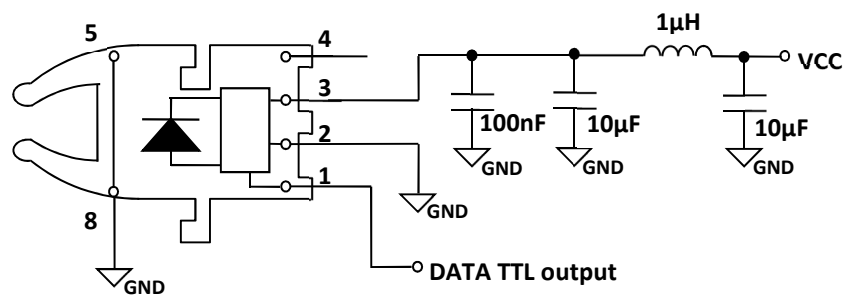 5
4
1µH
VCC
3
100nF
10µF
10µF
2
GND
GND
GND
1
GND
8
DATA TTL output
GND